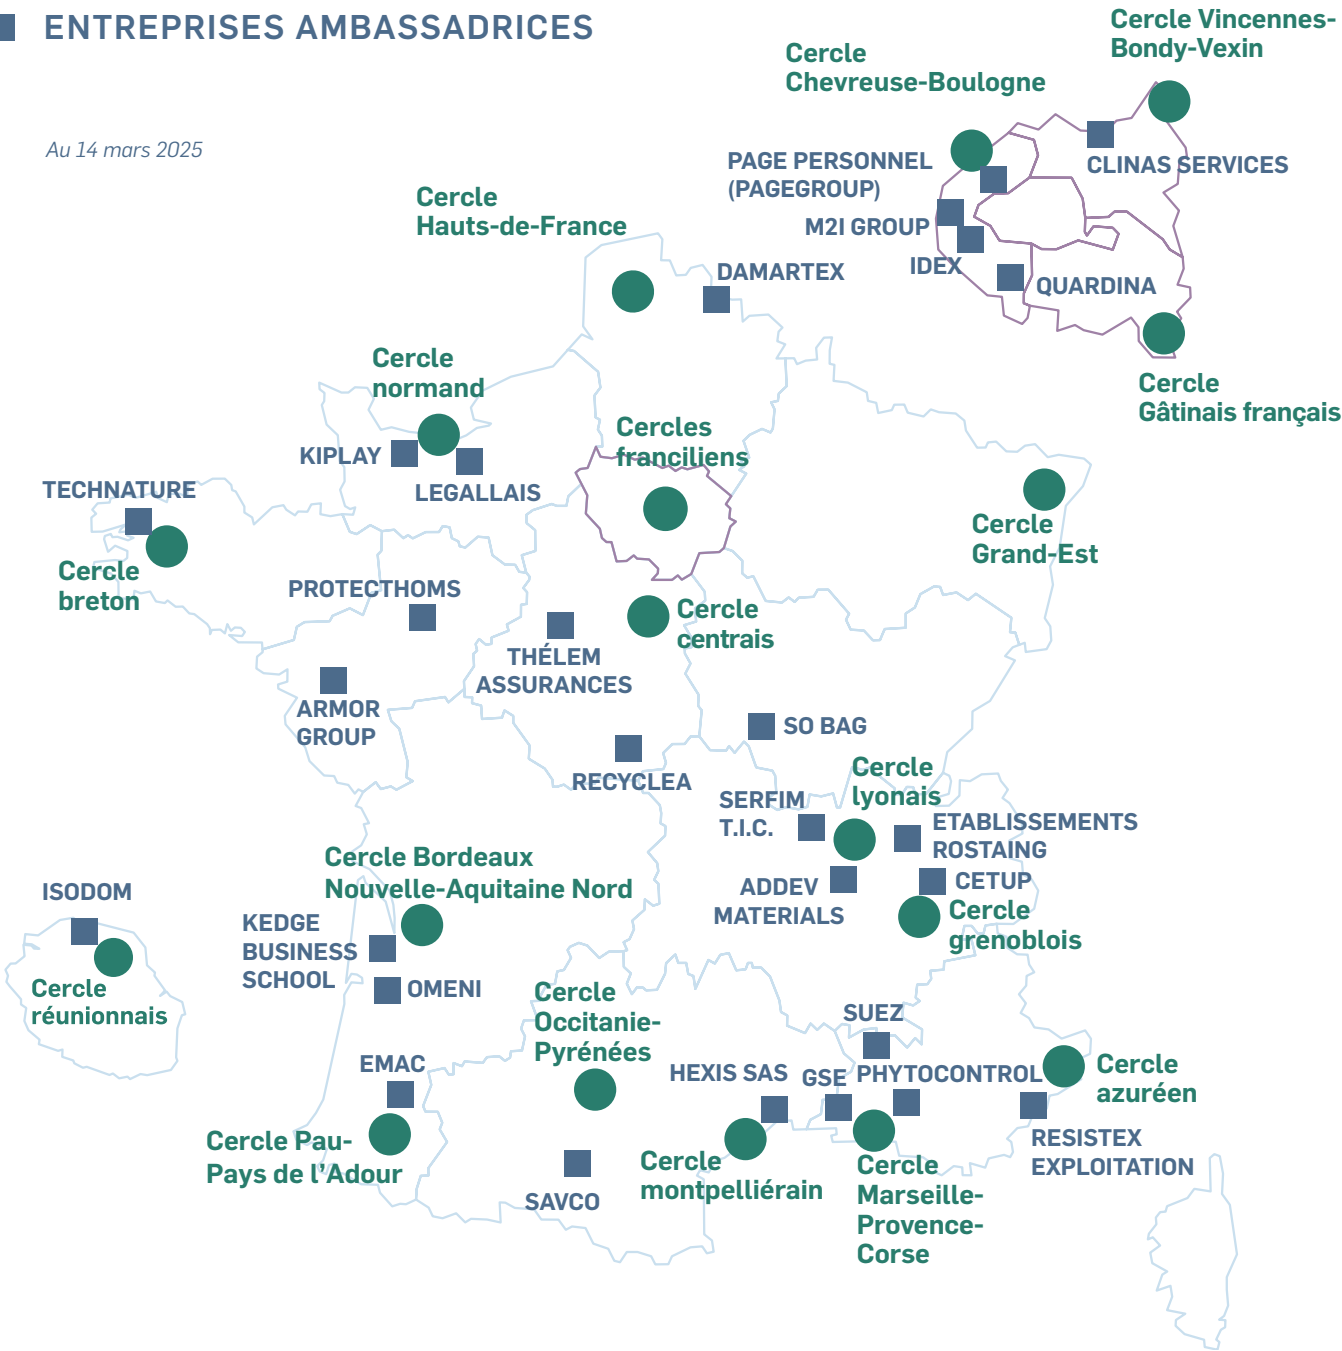 ENTREPRISES AMBASSADRICES
Au 14 mars 2025
Cercle Vincennes-
Bondy-Vexin
Cercle
Chevreuse-Boulogne
CLINAS SERVICES
PAGE PERSONNEL
(PAGEGROUP)
M2I GROUP
IDEX
QUARDINA
Cercle
Gâtinais français
Cercle
Hauts-de-France
DAMARTEX
Cercle
normand
KIPLAY
LEGALLAIS
Cercles
franciliens
TECHNATURE
Cercle
breton
Cercle
Grand-Est
PROTECTHOMS
Cercle
centrais
THÉLEM
ASSURANCES
ARMOR
GROUP
SO BAG
RECYCLEA
Cercle
lyonais
SERFIM
T.I.C.
ETABLISSEMENTS
ROSTAING
ADDEV
MATERIALS
CETUP
Cercle
grenoblois
Cercle Bordeaux
Nouvelle-Aquitaine Nord
ISODOM
Cercle
réunionnais
KEDGE
BUSINESS
SCHOOL
OMENI
Cercle
Occitanie-
Pyrénées
SUEZ
EMAC
HEXIS SAS
GSE
PHYTOCONTROL
Cercle
azuréen
RESISTEX
EXPLOITATION
Cercle Pau-
Pays de l’Adour
SAVCO
Cercle
montpelliérain
Cercle
Marseille-
Provence-
Corse